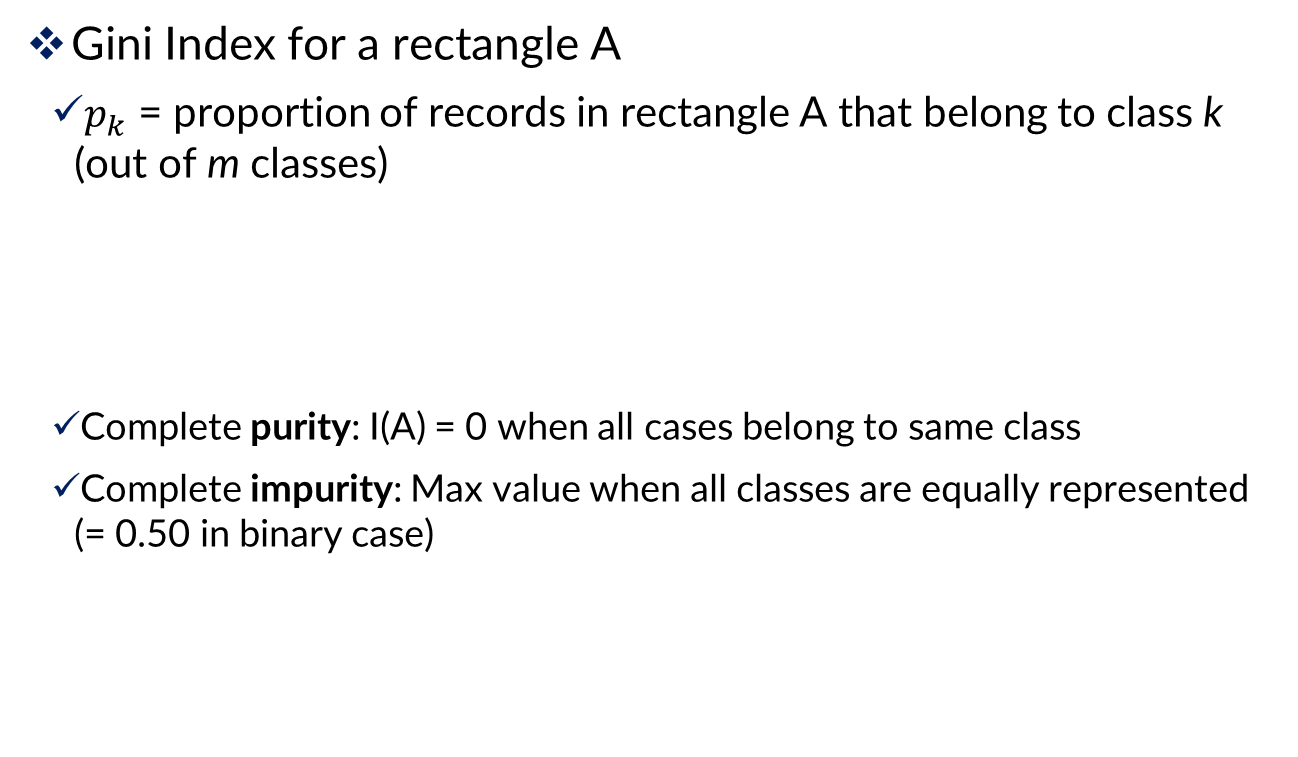 ❖Gini Index for a rectangle A
✓pₖ = proportion of records in rectangle A that belong to class k
(out of m classes)
✓Complete purity: I(A) = 0 when all cases belong to same class
✓Complete impurity: Max value when all classes are equally represented
(= 0.50 in binary case)